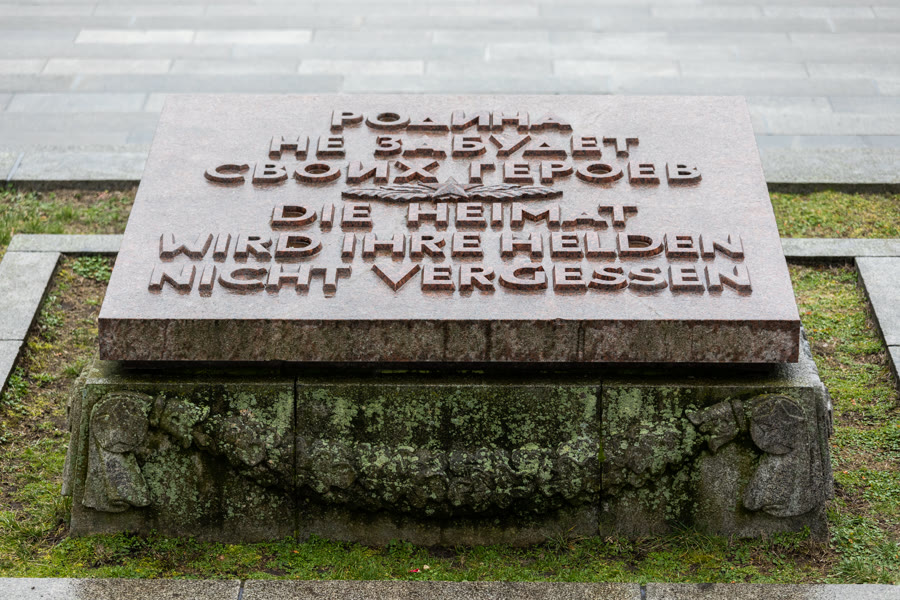 РОДИНА
НЕ ЗАБУДЕТ
СВОИХ ГЕРОЕВ
DIE HEIMAT
WIRD IHRE HELDEN
NICHT VERGESSEN